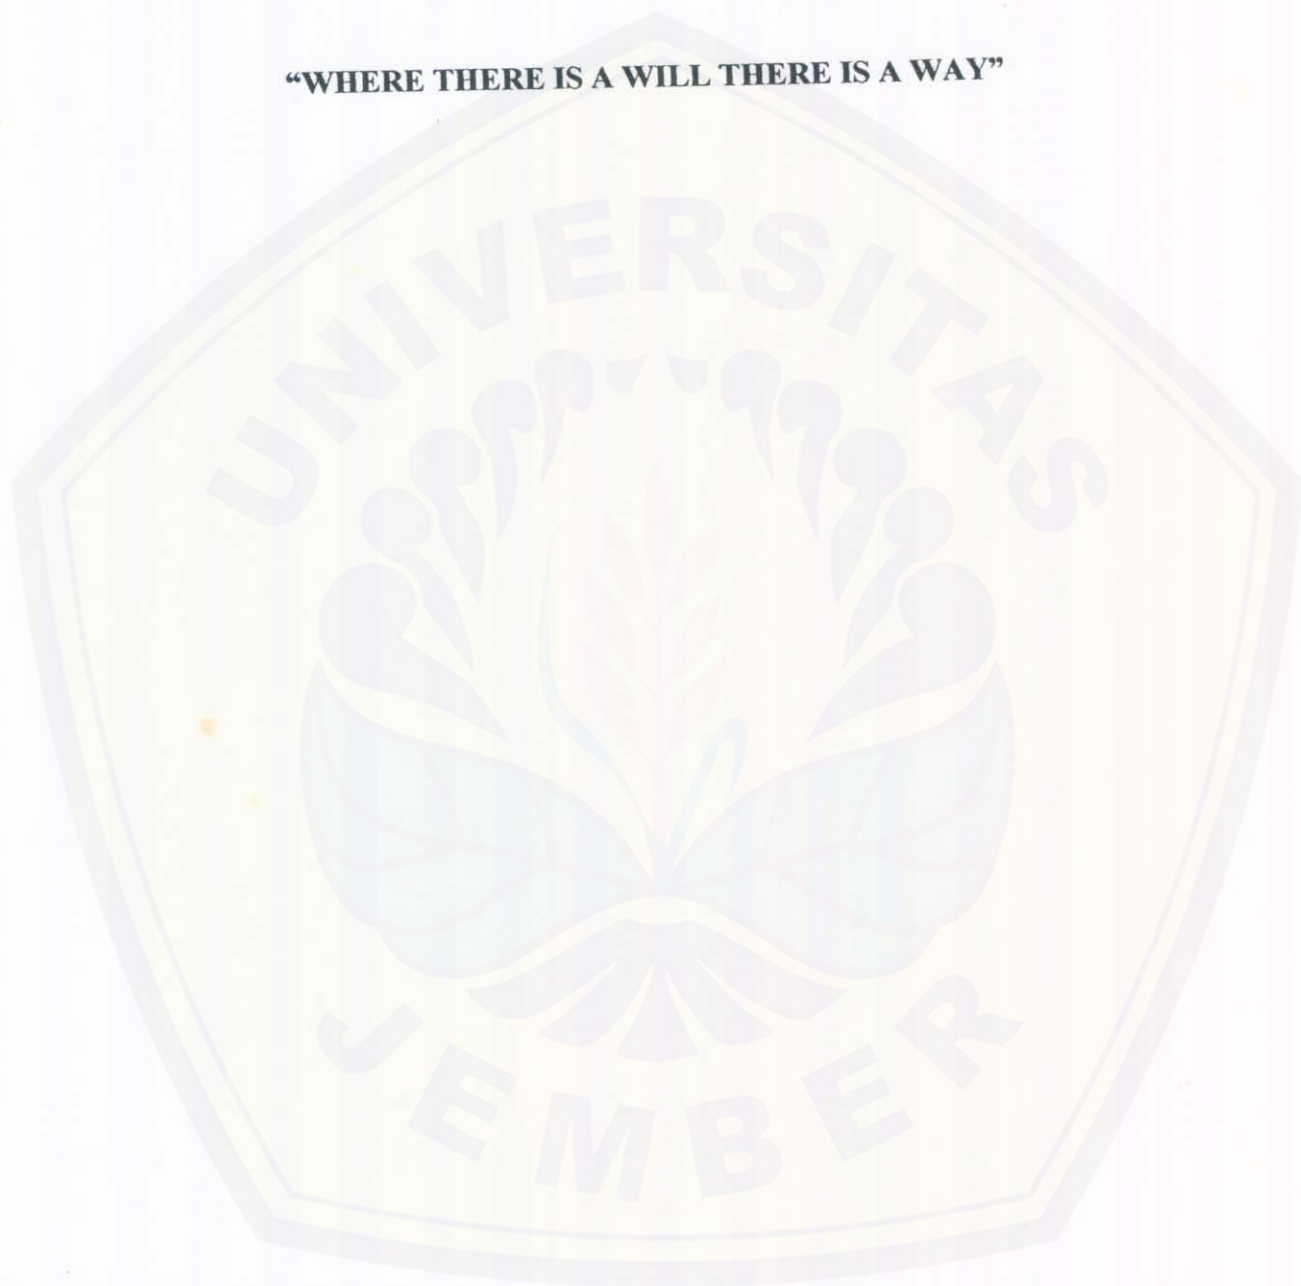 “WHERE THERE IS A WILL THERE IS A WAY”
UNIVERSITAS
JEMBER